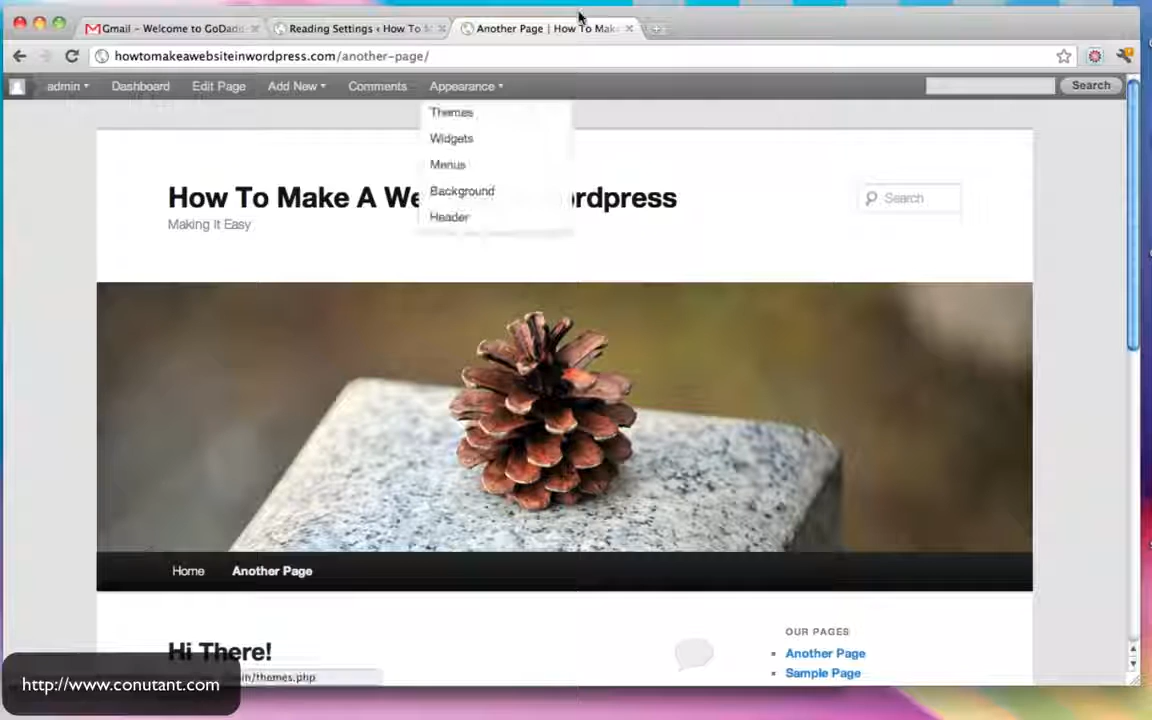 Gmail - Welcome to GoDad
Reading Settings ‹ How To
Another Page | How To Mak
howtomakeawebsiteinwordpress.com/another-page/
admin
Dashboard
Edit Page
Add New
Comments
Appearance
Search
Themes
Widgets
Menus
Background
Header
How To Make A We rdpress
Making It Easy
Search
Home
Another Page
Hi There!
OUR PAGES
Another Page
Sample Page
in/themes.php
http://www.conutant.com